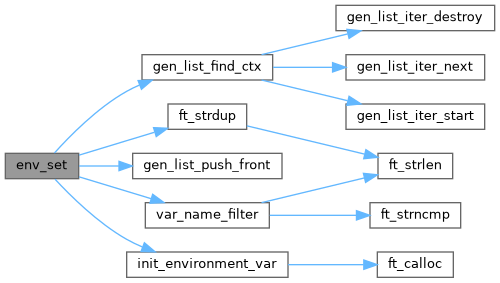 gen_list_iter_destroy
gen_list_find_ctx
gen_list_iter_next
ft_strdup
gen_list_iter_start
env_set
gen_list_push_front
ft_strlen
var_name_filter
ft_strncmp
init_environment_var
ft_calloc